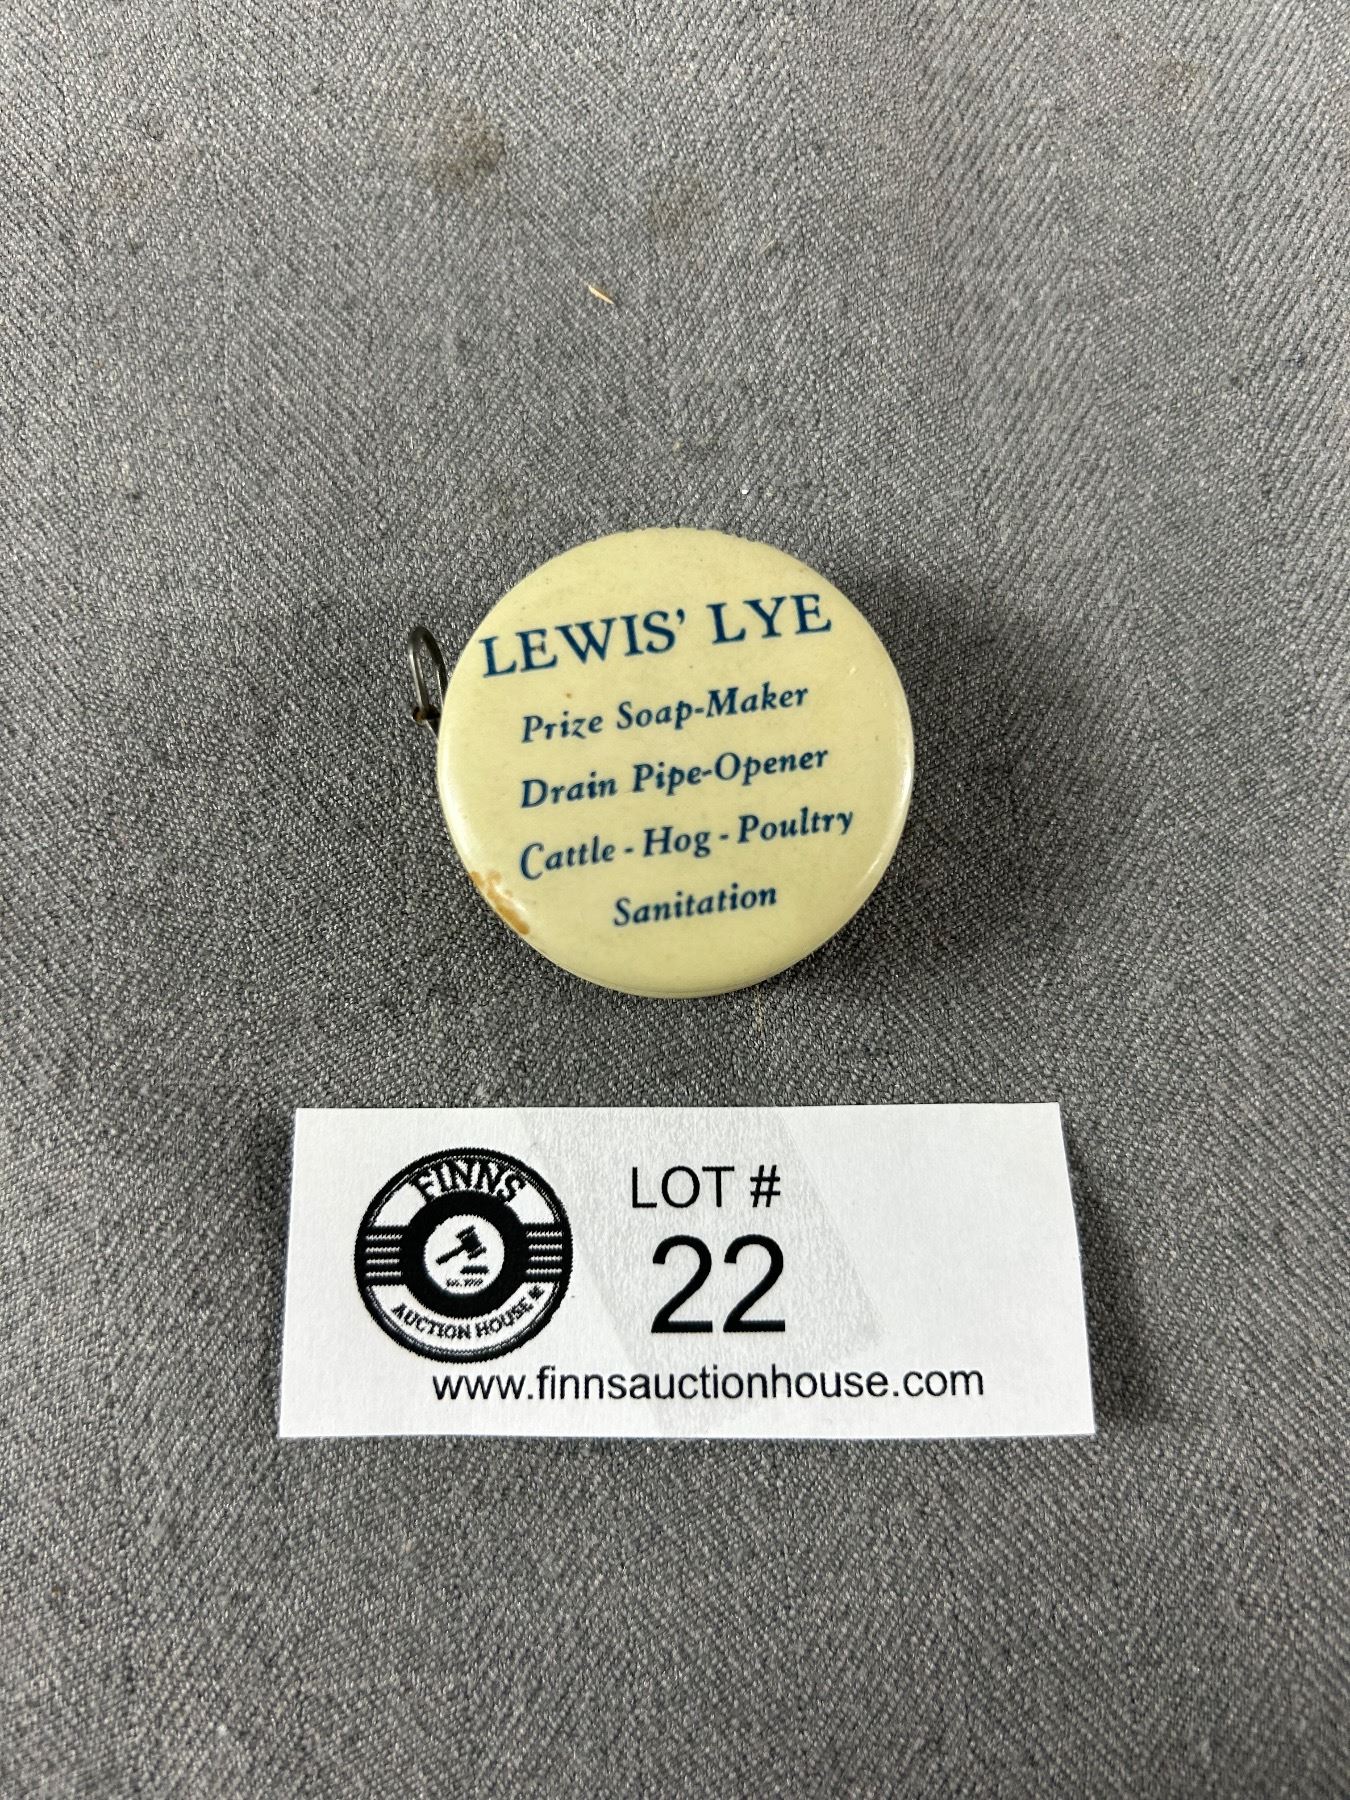 LEWIS' LYE
Prize Soap-Maker
Drain Pipe-Opener
Cattle - Hog - Poultry
Sanitation
FINNS
AUCTION HOUSE
LOT #
22
www.finnsauctionhouse.com